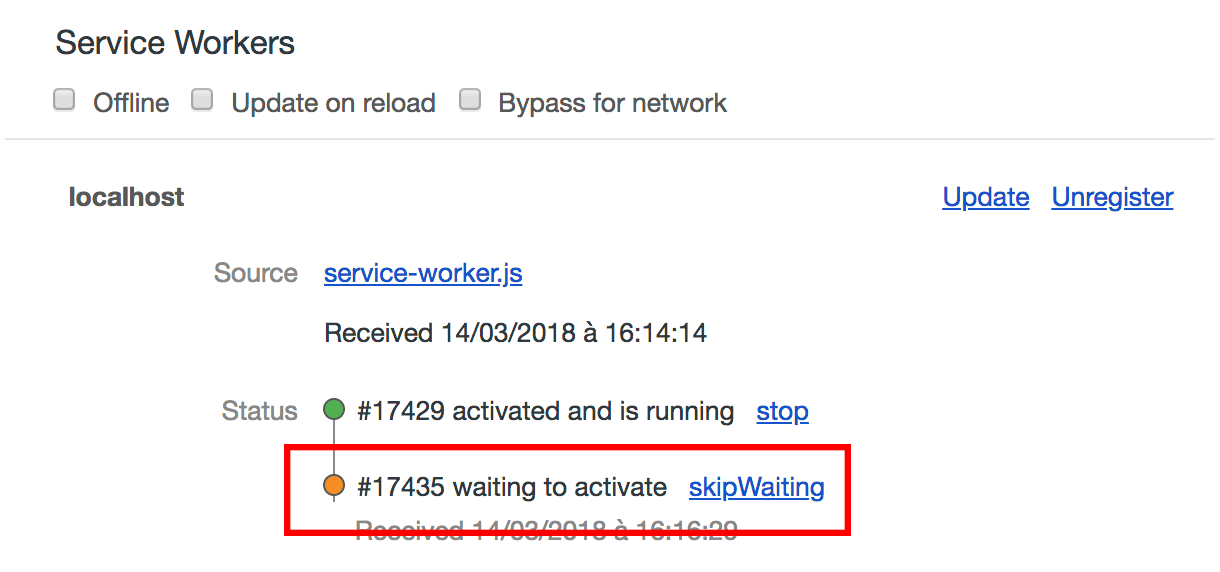 Service Workers
Offline Update on reload Bypass for network
localhost Update Unregister
Source service-worker.js
Received 14/03/2018 à 16:14:14
Status #17429 activated and is running stop
#17435 waiting to activate skipWaiting
Received 14/03/2018 à 16:16:29